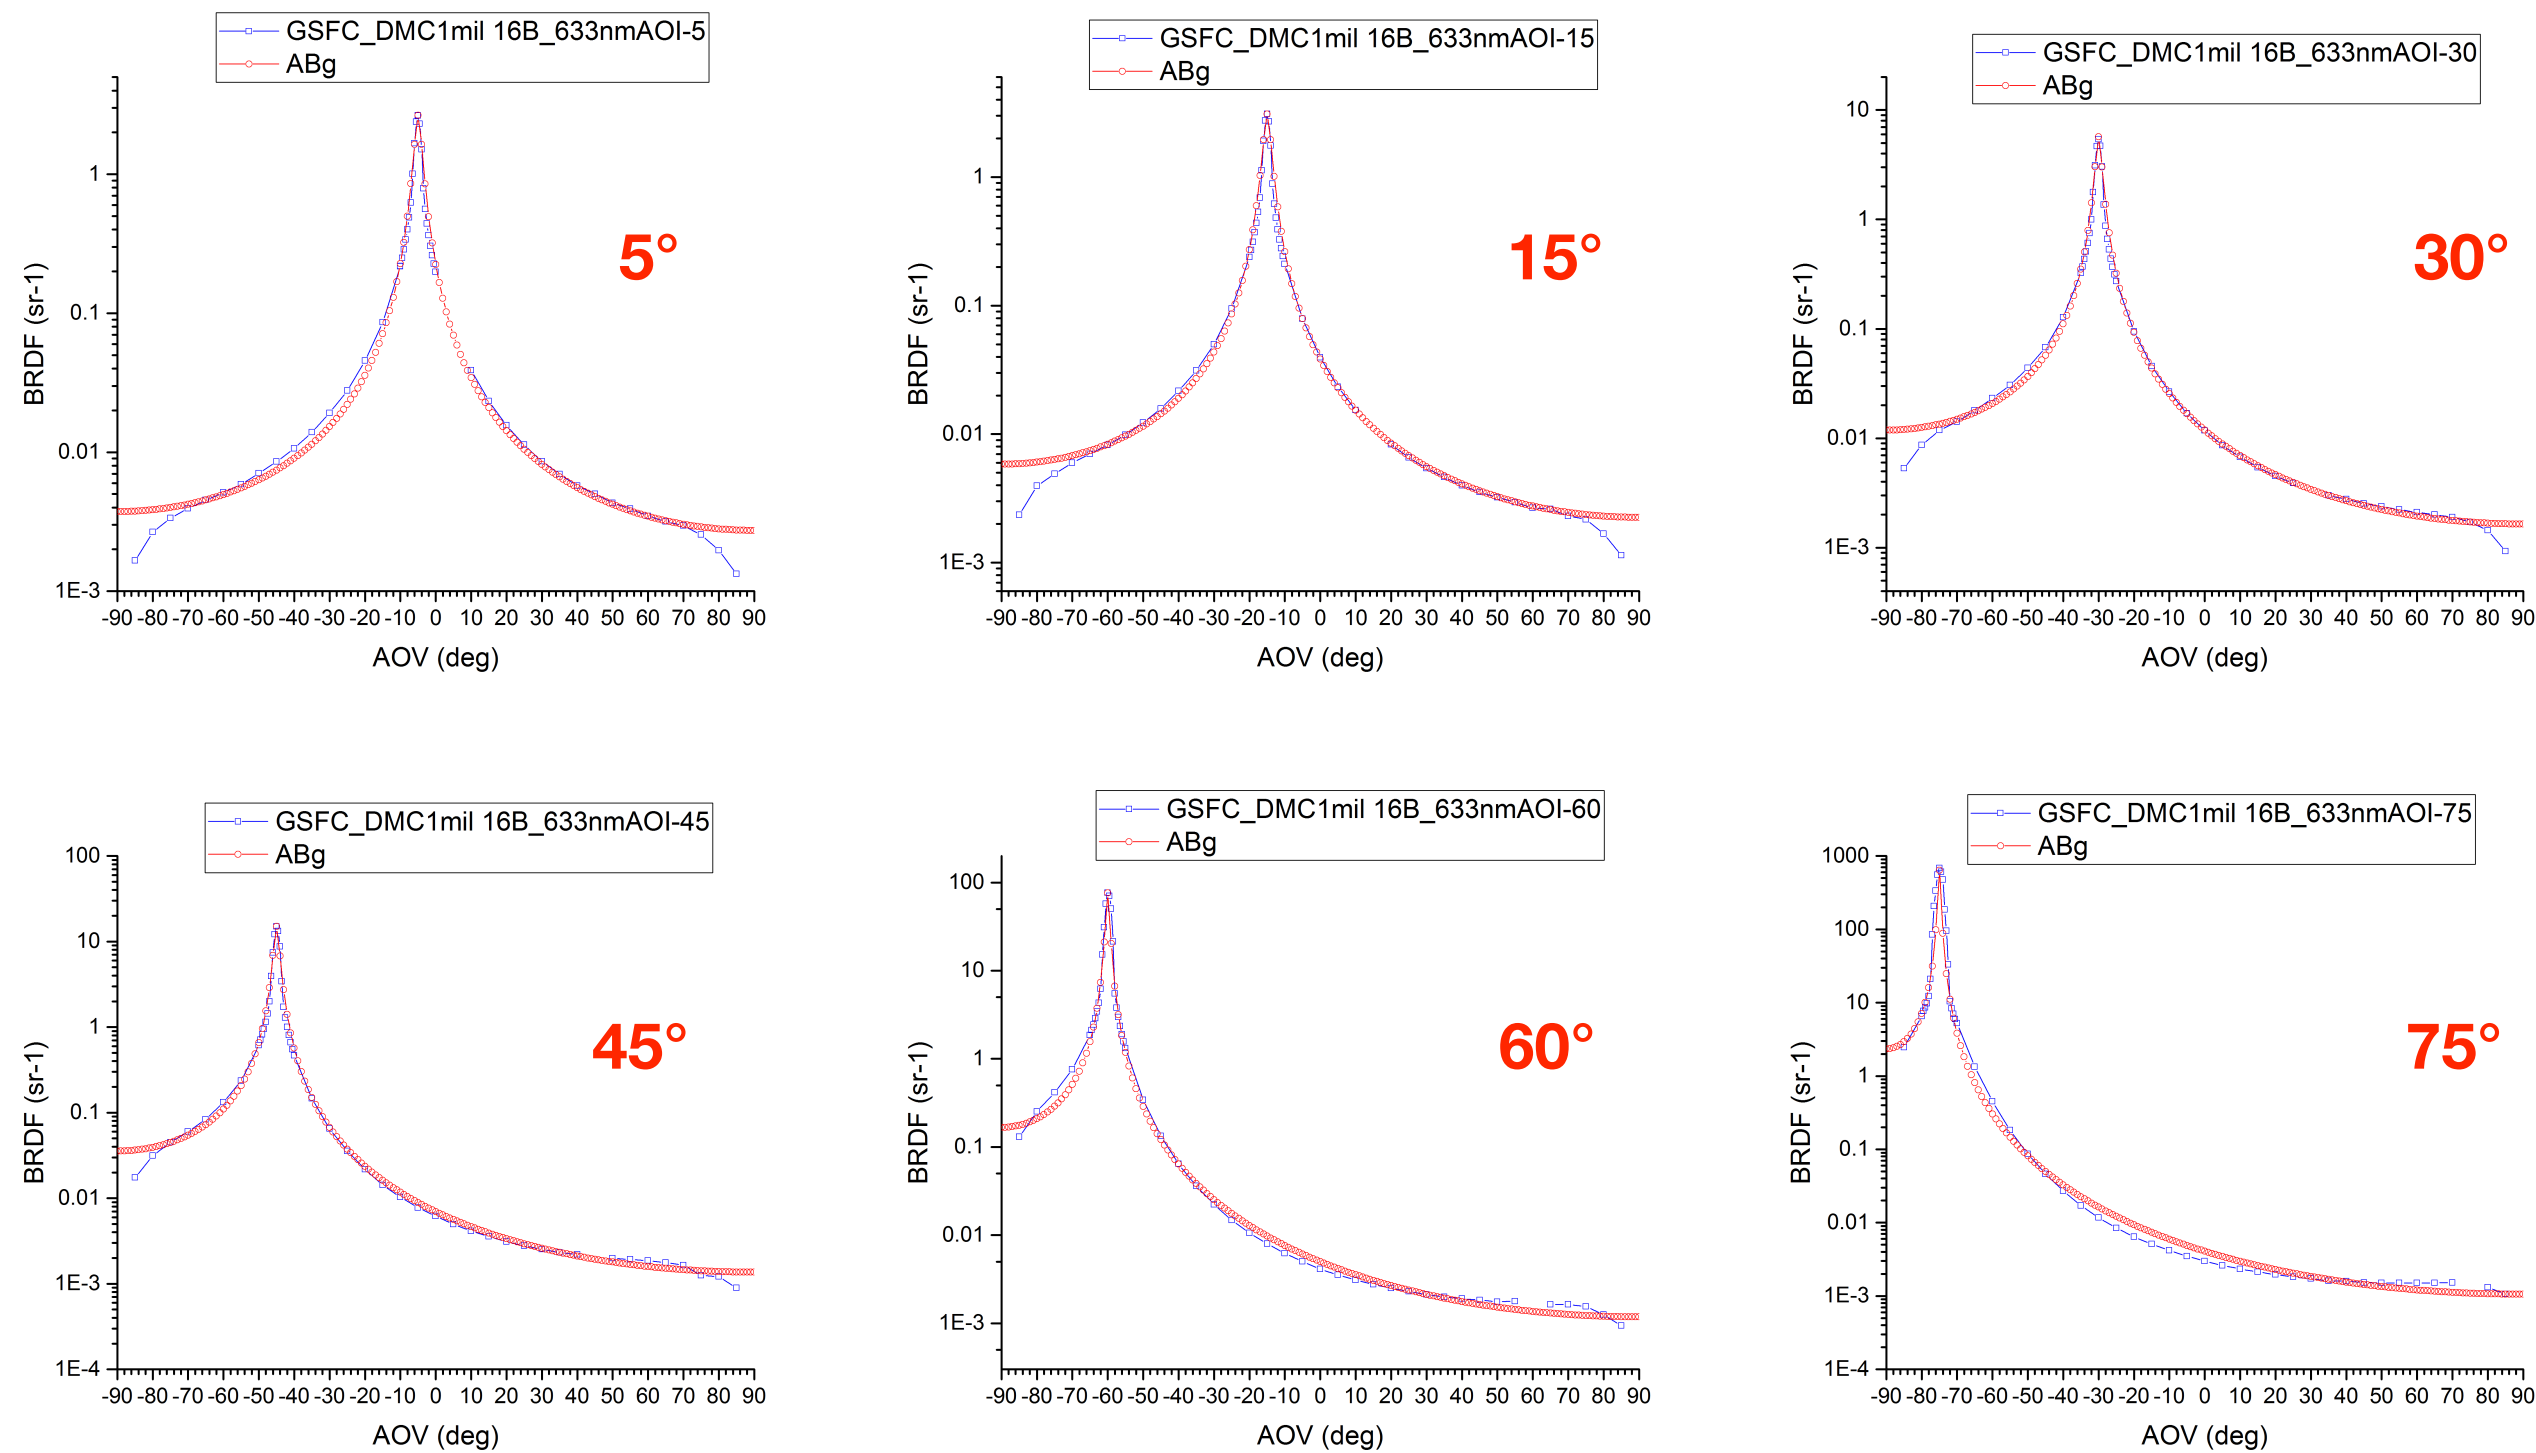 GSFC_DMC1mil 16B_633nmAOI-5
ABg
1
0.1
0.01
1E-3
BRDF (sr-1)
5°
-90 -80 -70 -60 -50 -40 -30 -20 -10 0 10 20 30 40 50 60 70 80 90
AOV (deg)
GSFC_DMC1mil 16B_633nmAOI-15
ABg
1
0.1
0.01
1E-3
BRDF (sr-1)
15°
-90 -80 -70 -60 -50 -40 -30 -20 -10 0 10 20 30 40 50 60 70 80 90
AOV (deg)
GSFC_DMC1mil 16B_633nmAOI-30
ABg
10
1
0.1
0.01
1E-3
BRDF (sr-1)
30°
-90 -80 -70 -60 -50 -40 -30 -20 -10 0 10 20 30 40 50 60 70 80 90
AOV (deg)
GSFC_DMC1mil 16B_633nmAOI-45
ABg
100
10
1
0.1
0.01
1E-3
1E-4
BRDF (sr-1)
45°
-90 -80 -70 -60 -50 -40 -30 -20 -10 0 10 20 30 40 50 60 70 80 90
AOV (deg)
GSFC_DMC1mil 16B_633nmAOI-60
ABg
100
10
1
0.1
0.01
1E-3
BRDF (sr-1)
60°
-90 -80 -70 -60 -50 -40 -30 -20 -10 0 10 20 30 40 50 60 70 80 90
AOV (deg)
GSFC_DMC1mil 16B_633nmAOI-75
ABg
1000
100
10
1
0.1
0.01
1E-3
1E-4
BRDF (sr-1)
75°
-90 -80 -70 -60 -50 -40 -30 -20 -10 0 10 20 30 40 50 60 70 80 90
AOV (deg)